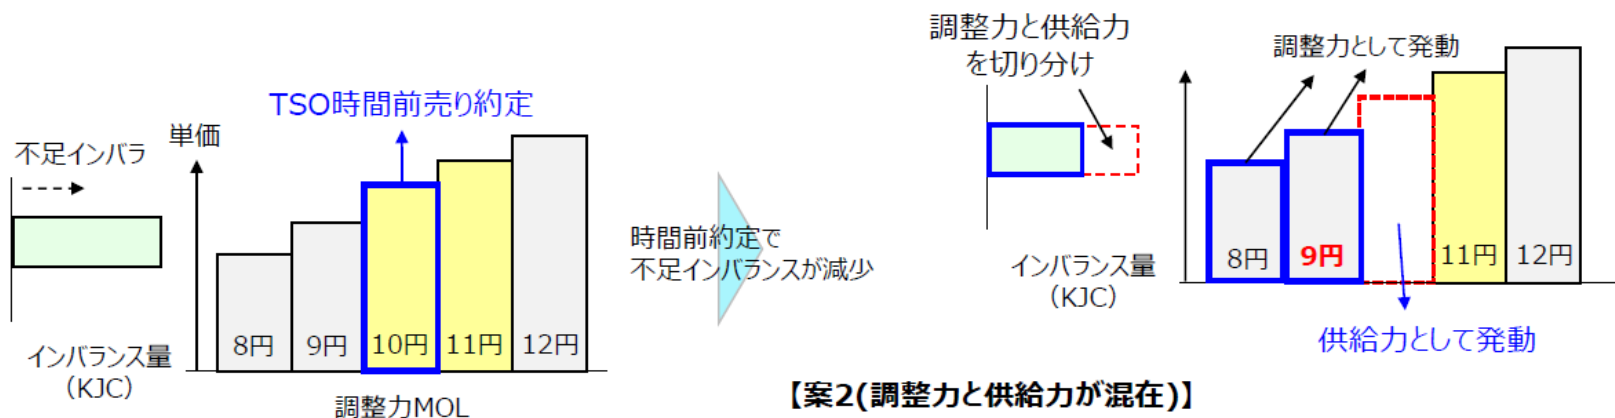 TSO時間前売り約定
不足インバラ
単価
8円
9円
10円
11円
12円
インバランス量
(KJC)
調整力MOL
時間前約定で
不足インバランスが減少
調整力と供給力
を切り分け
調整力として発動
インバランス量
(KJC)
8円
9円
11円
12円
供給力として発動
【案2(調整力と供給力が混在)】